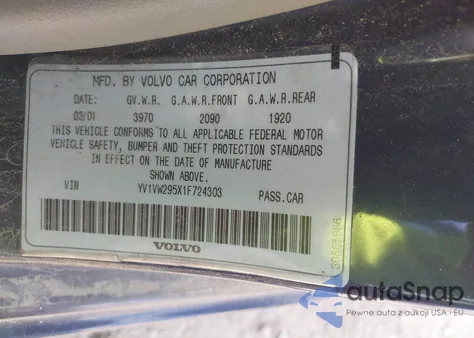 MFD. BY VOLVO CAR CORPORATION
DATE: GV.W.R. G.A.W.R.FRONT G.A.W.R.REAR
03/01 3970 2090 1920
THIS VEHICLE CONFORMS TO ALL APPLICABLE FEDERAL MOTOR
VEHICLE SAFETY, BUMPER AND THEFT PROTECTION STANDARDS
IN EFFECT ON THE DATE OF MANUFACTURE
SHOWN ABOVE.
VIN YV1VW295X1F724303 PASS.CAR
VOLVO
autoSnap
Pewne auta z aukcji USA i EU